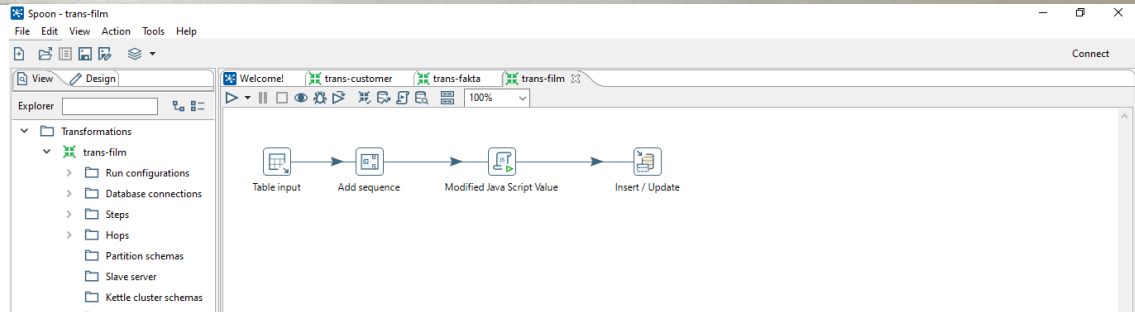 Spoon - trans-film
File Edit View Action Tools Help
Connect
View Design
Welcome! trans-customer trans-fakta trans-film
Explorer
100%
Transformations
trans-film
Run configurations
Database connections
Steps
Hops
Partition schemas
Slave server
Kettle cluster schemas
Table input Add sequence Modified Java Script Value Insert / Update